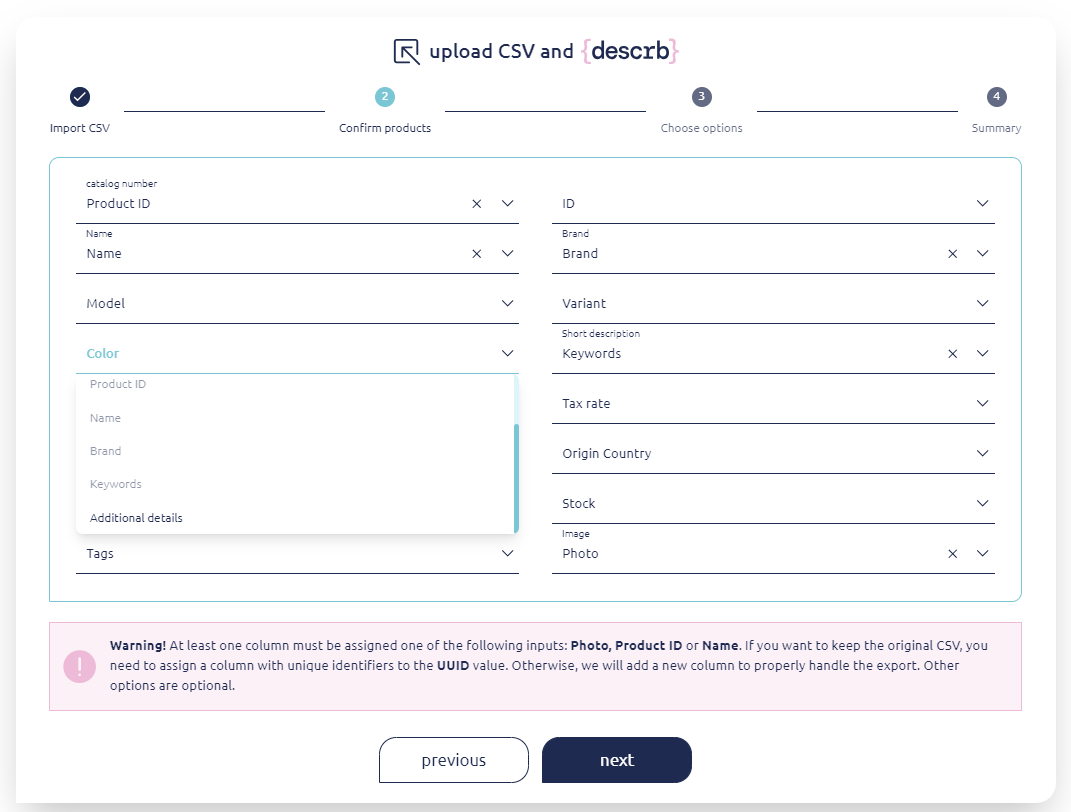 upload CSV and {descrb}
2
3
4
Import CSV
Confirm products
Choose options
Summary
catalog number
Product ID
ID
Name
Name
Brand
Brand
Model
Variant
Color
Short description
Keywords
Product ID
Name
Brand
Keywords
Additional details
Tax rate
Origin Country
Stock
Tags
Image
Photo
Warning! At least one column must be assigned one of the following inputs: Photo, Product ID or Name. If you want to keep the original CSV, you
need to assign a column with unique identifiers to the UUID value. Otherwise, we will add a new column to properly handle the export. Other
options are optional.
previous
next